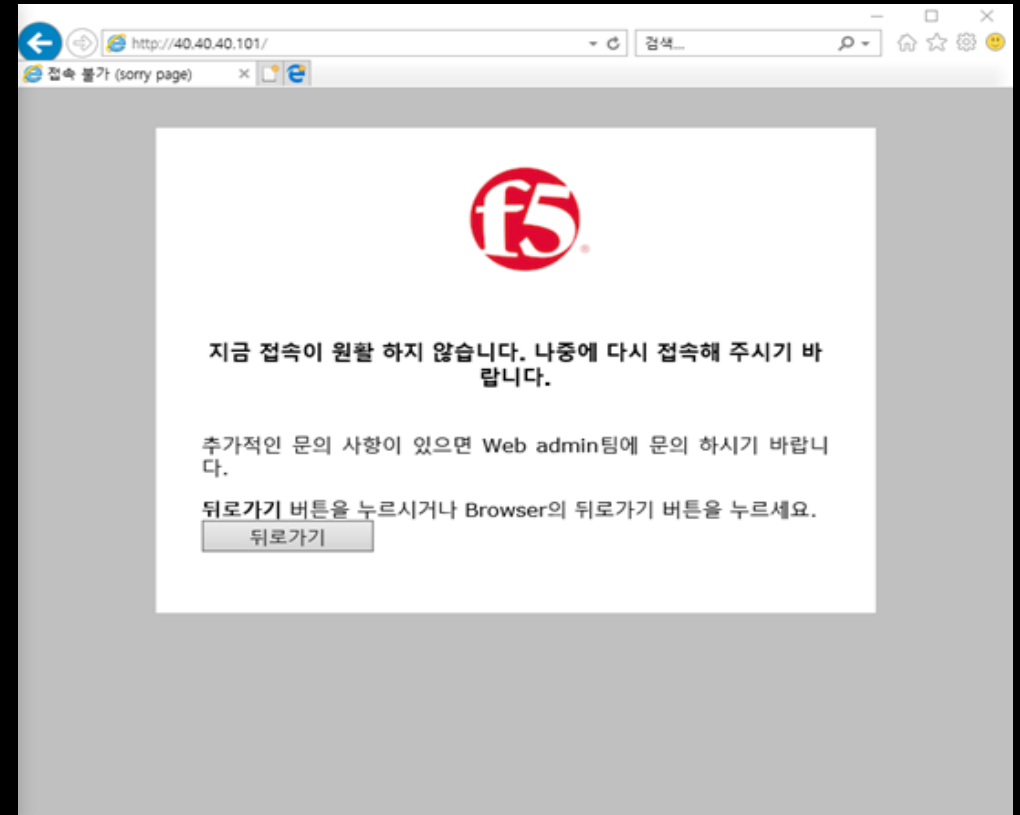 http://40.40.40.101/
검색...
접속 불가 (sorry page)
f5
지금 접속이 원활 하지 않습니다. 나중에 다시 접속해 주시기 바
랍니다.
추가적인 문의 사항이 있으면 Web admin팀에 문의 하시기 바랍니
다.
뒤로가기 버튼을 누르시거나 Browser의 뒤로가기 버튼을 누르세요.
뒤로가기